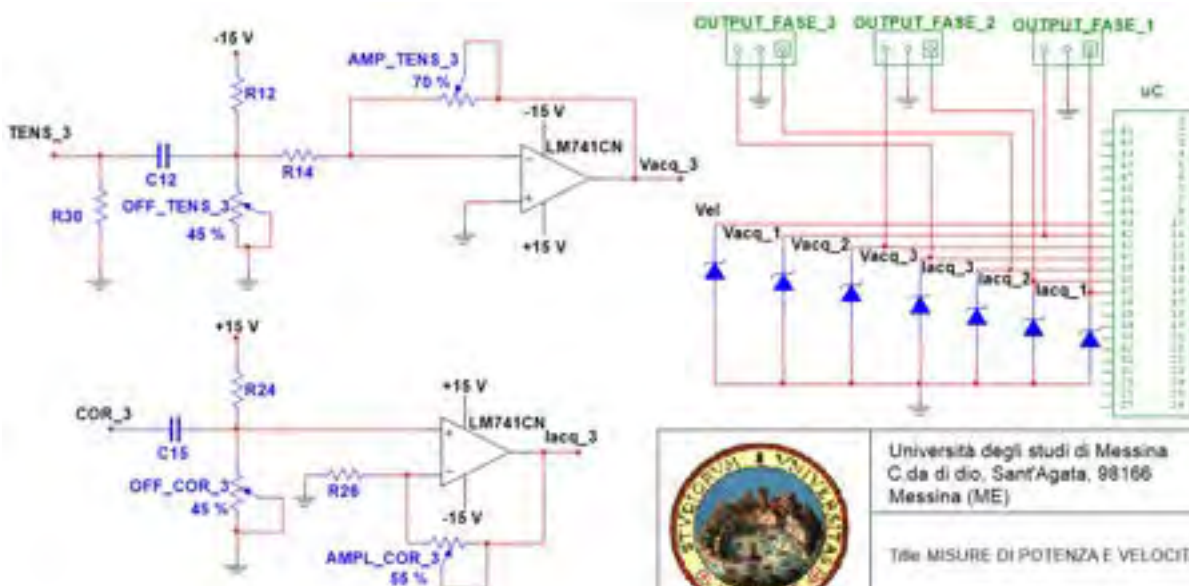 -15 V
R12
TENS_3
C12
R14
R30
OFF_TENS_3
45 %
AMP_TENS_3
70 %
-15 V
LM741CN
Vacq_3
+15 V
OUTPUT_FASE_3
OUTPUT_FASE_2
OUTPUT_FASE_1
uC
Vel
Vacq_1
Vacq_2
Vacq_3
Iacq_3
Iacq_2
Iacq_1
+15 V
R24
COR_3
C15
OFF_COR_3
45 %
+15 V
LM741CN
Iacq_3
R26
-15 V
AMPL_COR_3
55 %
Università degli studi di Messina
C.da di dio, Sant'Agata, 98166
Messina (ME)
Title MISURE DI POTENZA E VELOCIT